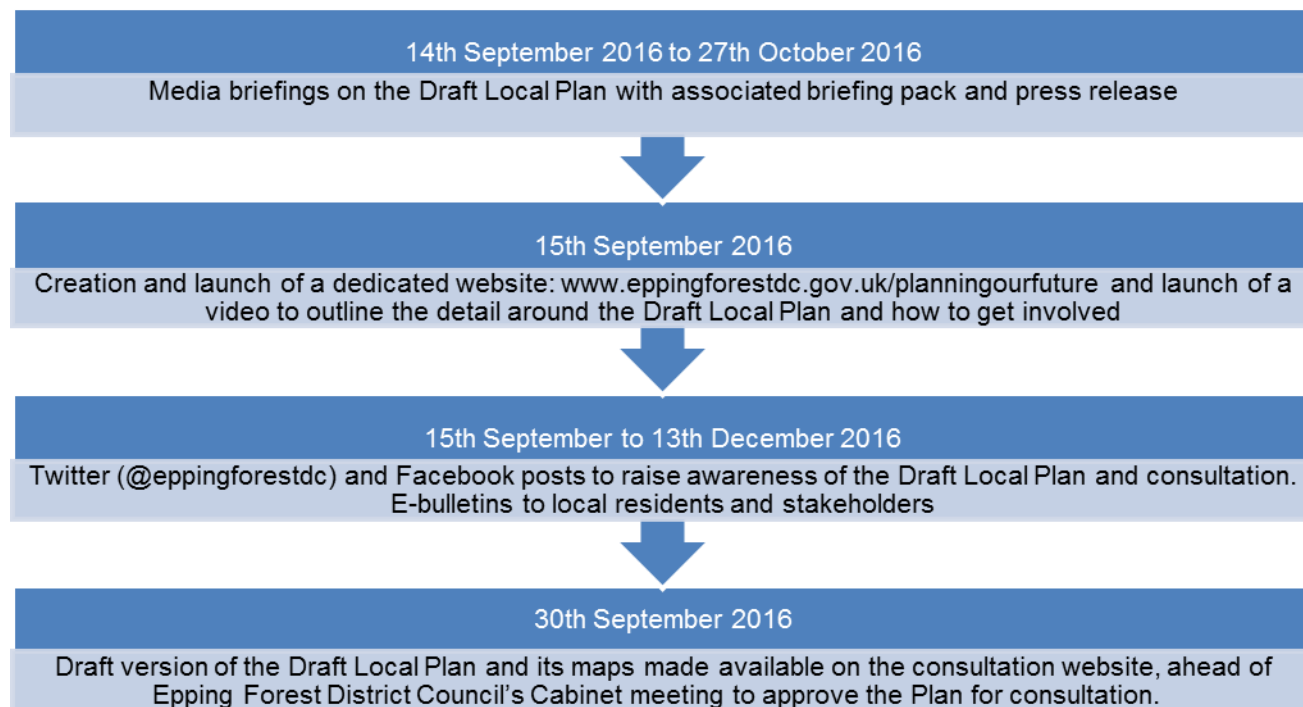 14th September 2016 to 27th October 2016
Media briefings on the Draft Local Plan with associated briefing pack and press release
15th September 2016
Creation and launch of a dedicated website: www.eppingforestdc.gov.uk/planningourfuture and launch of a
video to outline the detail around the Draft Local Plan and how to get involved
15th September to 13th December 2016
Twitter (@eppingforestdc) and Facebook posts to raise awareness of the Draft Local Plan and consultation.
E-bulletins to local residents and stakeholders
30th September 2016
Draft version of the Draft Local Plan and its maps made available on the consultation website, ahead of
Epping Forest District Council's Cabinet meeting to approve the Plan for consultation.